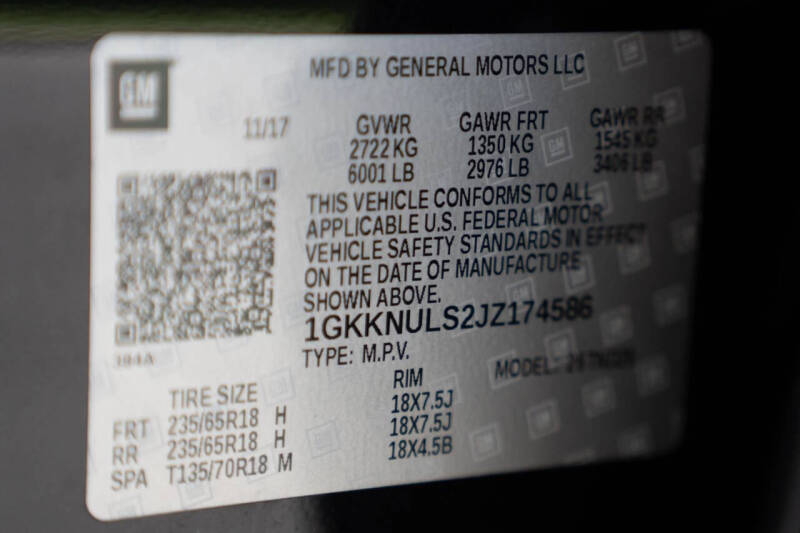 GM
MFD BY GENERAL MOTORS LLC
11/17 GVWR GAWR FRT GAWR RR
2722 KG 1350 KG 1545 KG
6001 LB 2976 LB 3406 LB
THIS VEHICLE CONFORMS TO ALL
APPLICABLE U.S. FEDERAL MOTOR
VEHICLE SAFETY STANDARDS IN EFFECT
ON THE DATE OF MANUFACTURE
SHOWN ABOVE.
1GKKNULS2JZ174586
384A
TYPE: M.P.V. MODEL:
TIRE SIZE RIM
FRT 235/65R18 H 18X7.5J
RR 235/65R18 H 18X7.5J
SPA T135/70R18 M 18X4.5B